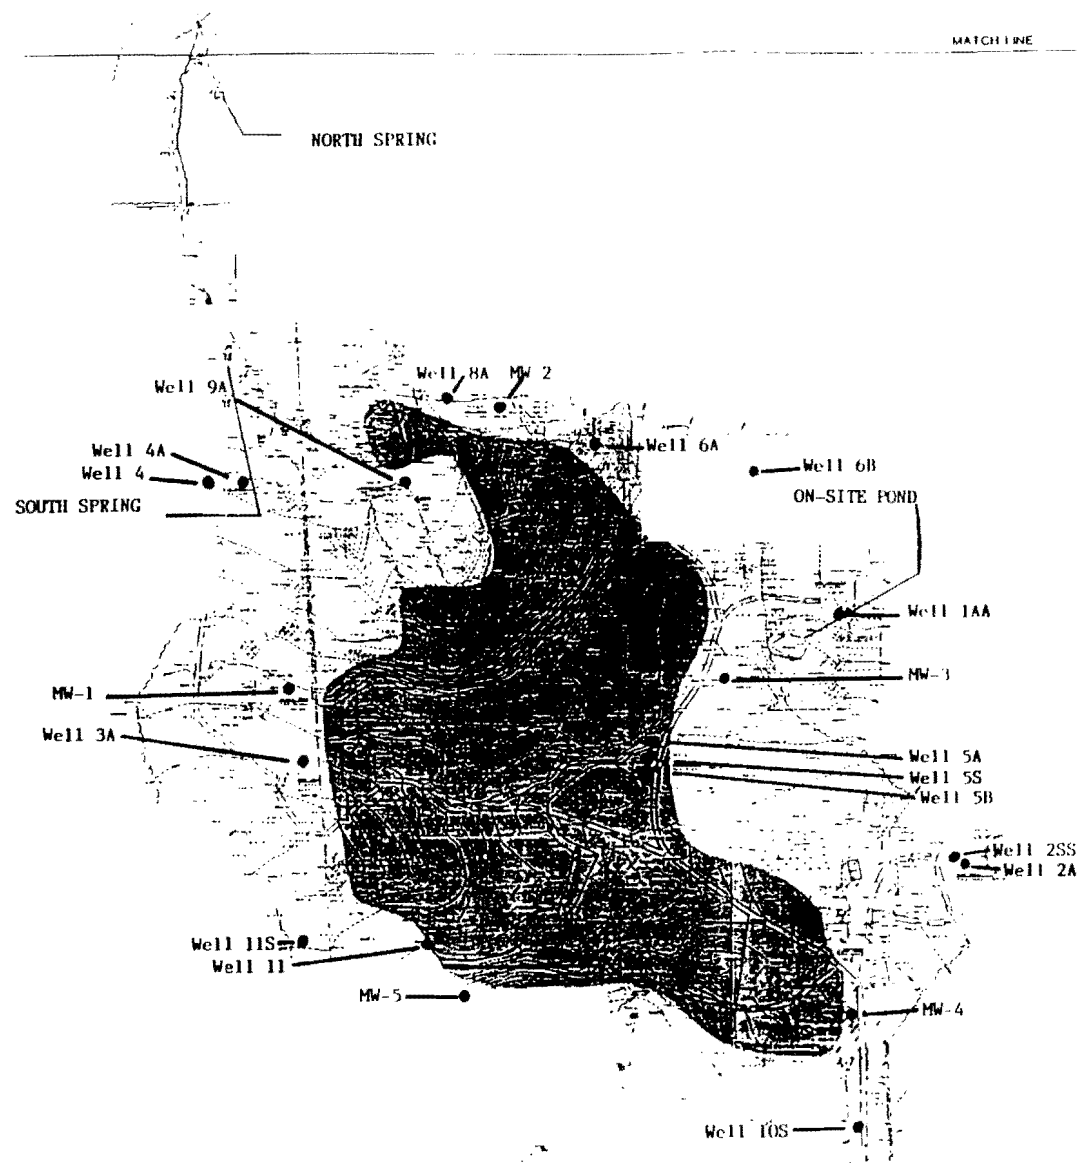 MATCH LINE
NORTH SPRING
Well 8A
MW 2
Well 9A
Well 6A
Well 4A
Well 4
Well 6B
ON-SITE POND
SOUTH SPRING
Well 1AA
MW-1
MW-3
Well 3A
Well 5A
Well 5S
Well 5B
Well 2SS
Well 2A
Well 11S
Well 11
MW-5
MW-4
Well 10S